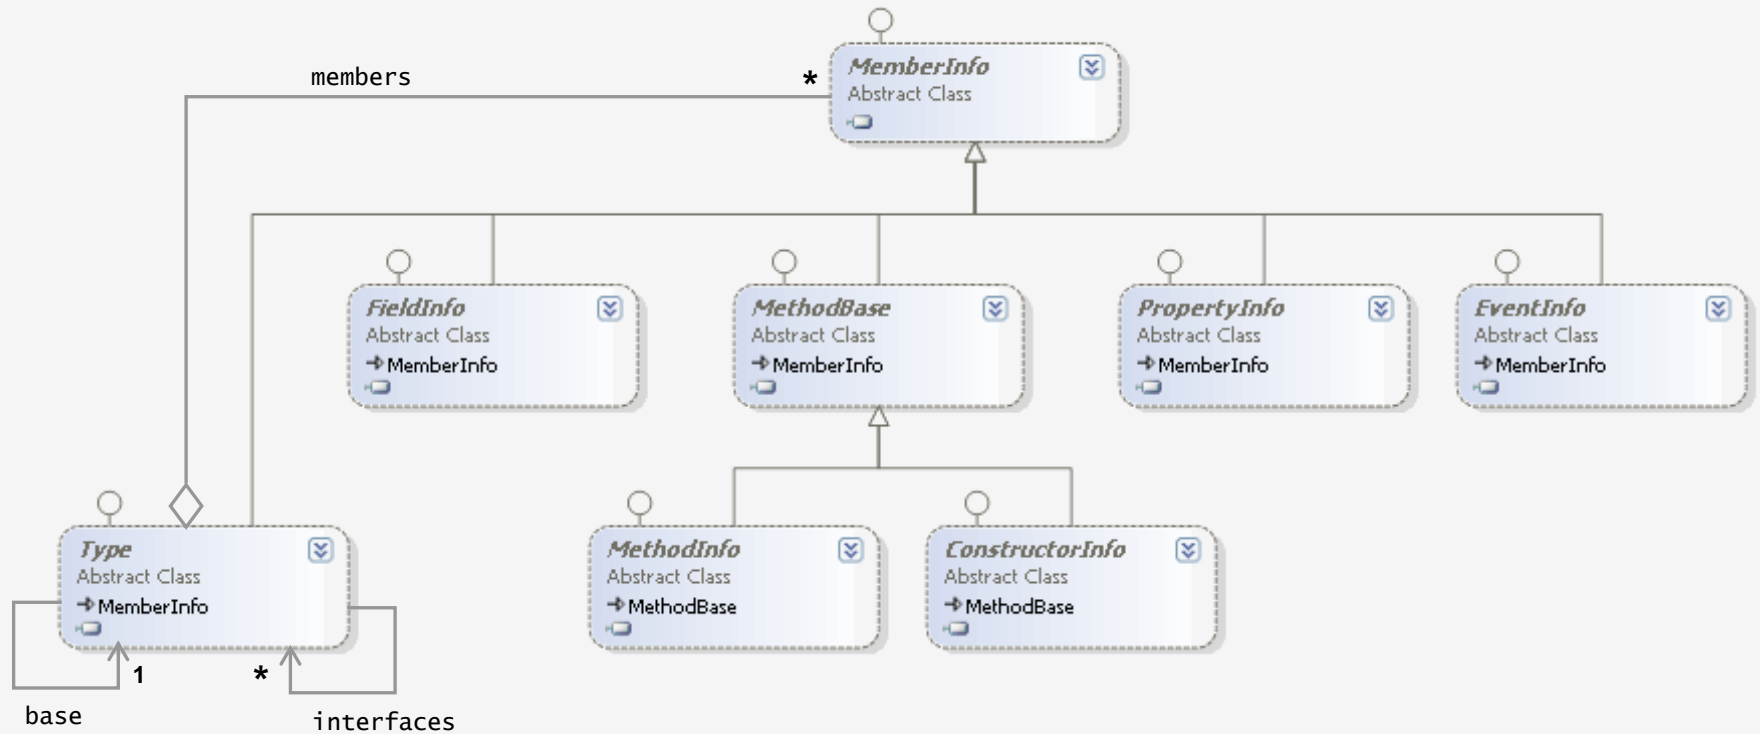 members
*
MemberInfo
Abstract Class
FieldInfo
Abstract Class
MemberInfo
MethodBase
Abstract Class
MemberInfo
PropertyInfo
Abstract Class
MemberInfo
EventInfo
Abstract Class
MemberInfo
Type
Abstract Class
MemberInfo
MethodInfo
Abstract Class
MethodBase
ConstructorInfo
Abstract Class
MethodBase
1
*
base
interfaces